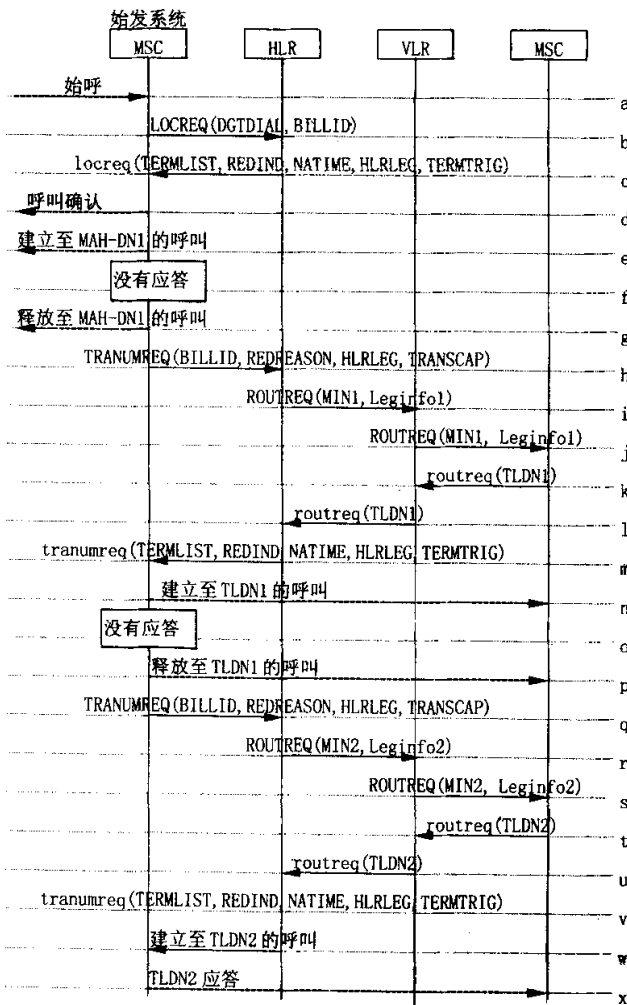 始发系统
MSC HLR VLR MSC
始呼
a
LOCREQ(DGTDIAL, BILLID)
b
locreq(TERMLIST, REDIND, NATIME, HLRLEG, TERMTRIG)
c
呼叫确认
d
建立至 MAH-DN1 的呼叫
e
没有应答
f
释放至 MAH-DN1 的呼叫
g
TRANUMREQ(BILLID, REDREASON, HLRLEG, TRANSCAP)
h
ROUTREQ(MIN1, Leginfo1)
i
ROUTREQ(MIN1, Leginfo1)
j
routreq(TLDN1)
k
routreq(TLDN1)
l
tranumreq(TERMLIST, REDIND, NATIME, HLRLEG, TERMTRIG)
m
建立至 TLDN1 的呼叫
n
没有应答
o
释放至 TLDN1 的呼叫
p
TRANUMREQ(BILLID, REDREASON, HLRLEG, TRANSCAP)
q
ROUTREQ(MIN2, Leginfo2)
r
ROUTREQ(MIN2, Leginfo2)
s
routreq(TLDN2)
t
routreq(TLDN2)
u
tranumreq(TERMLIST, REDIND, NATIME, HLRLEG, TERMTRIG)
v
建立至 TLDN2 的呼叫
w
TLDN2 应答
x